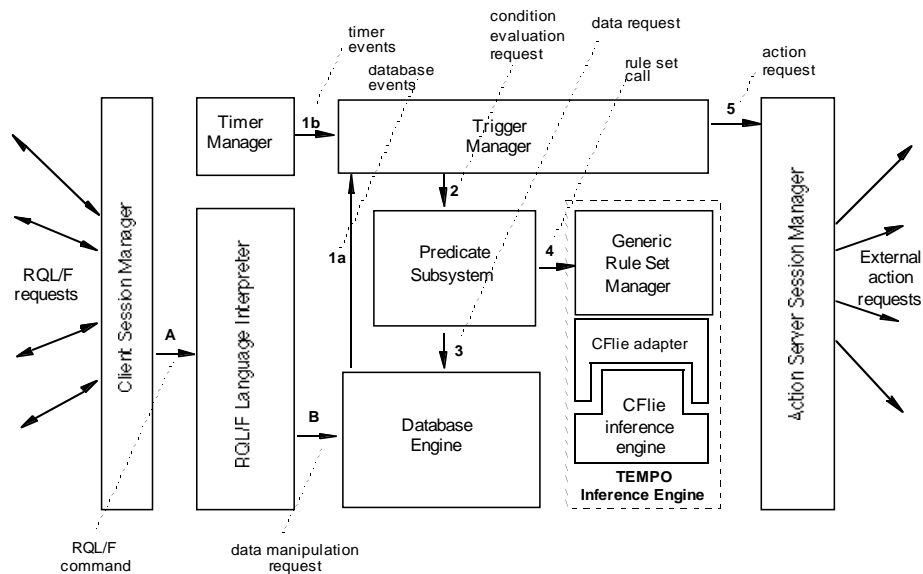 timer
events
database
events
condition
evaluation
request
data request
rule set
call
action
request
Timer
Manager
1b
Trigger
Manager
5
2
1a
Predicate
Subsystem
4
Generic
Rule Set
Manager
RQL/F
requests
Client Session Manager
A
RQL/F Language Interpreter
3
CFlie adapter
CFlie
inference
engine
B
Database
Engine
TEMPO
Inference Engine
Action Server Session Manager
External
action
requests
RQL/F
command
data manipulation
request